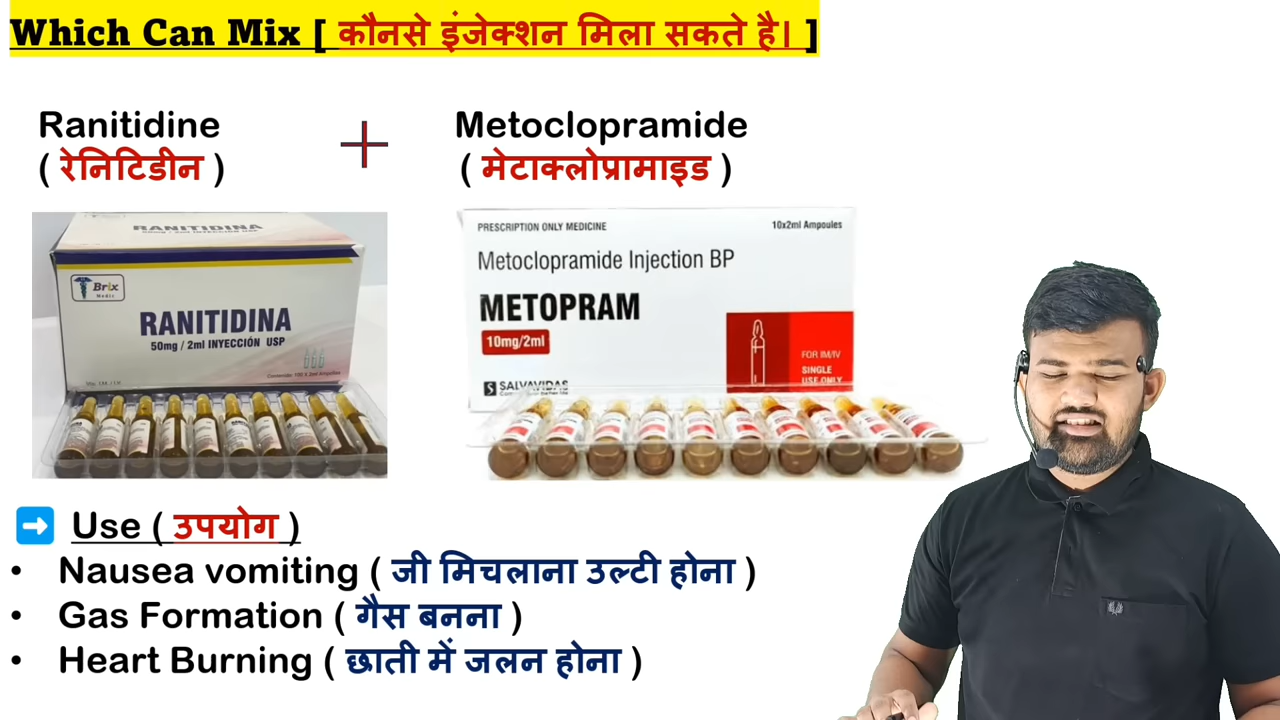 Which Can Mix [ कौनसे इंजेक्शन मिला सकते है। ]
Ranitidine
( रेनिटिडीन )
Metoclopramide
( मेटाक्लोप्रामाइड )
RANITIDINA
Brix
Medic
RANITIDINA
50mg / 2ml INYECCIÓN USP
PRESCRIPTION ONLY MEDICINE
10x2ml Ampoules
Metoclopramide Injection BP
METOPRAM
10mg/2ml
FOR IM/IV
SINGLE
USE ONLY
SALVAVIDAS
Use ( उपयोग )
• Nausea vomiting ( जी मिचलाना उल्टी होना )
• Gas Formation ( गैस बनना )
• Heart Burning ( छाती में जलन होना )